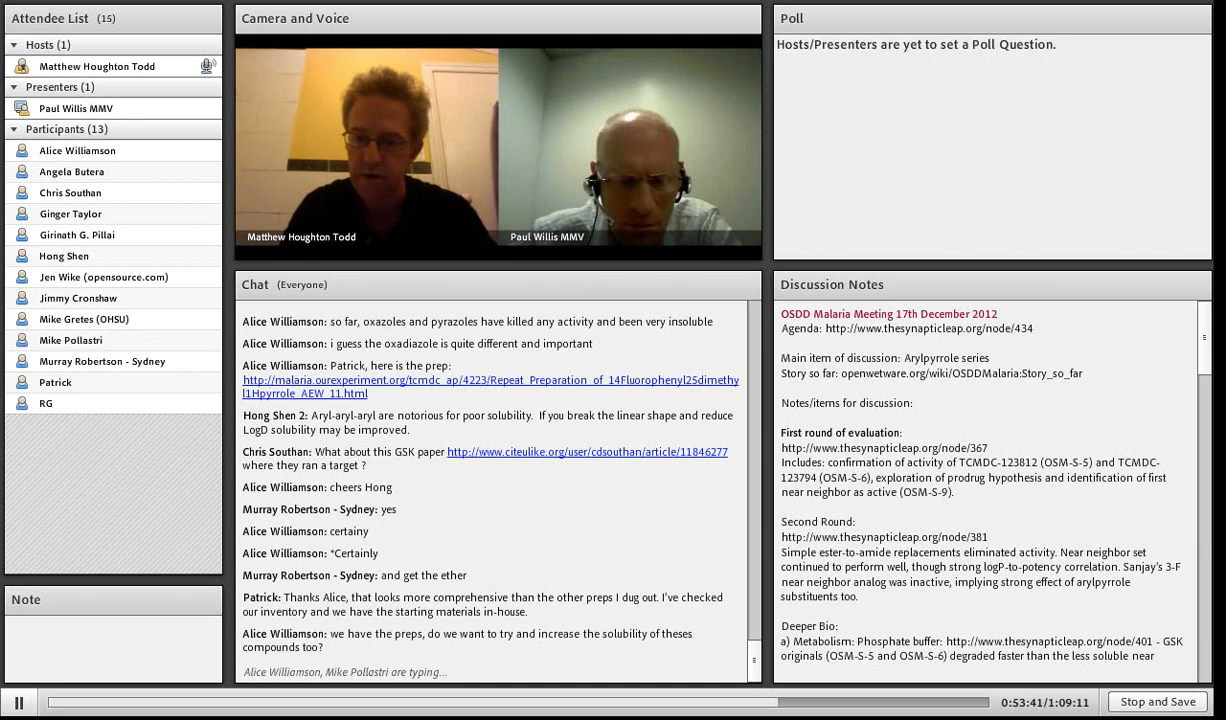 Attendee List (15)
Hosts (1)
Matthew Houghton Todd
Presenters (1)
Paul Willis MMV
Participants (13)
Alice Williamson
Angela Butera
Chris Southan
Ginger Taylor
Girinath G. Pillai
Hong Shen
Jen Wike (opensource.com)
Jimmy Cronshaw
Mike Gretes (OHSU)
Mike Pollastri
Murray Robertson - Sydney
Patrick
RG
Note
Camera and Voice
Matthew Houghton Todd
Paul Willis MMV
Chat (Everyone)
Alice Williamson: so far, oxazoles and pyrazoles have killed any activity and been very insoluble
Alice Williamson: i guess the oxadiazole is quite different and important
Alice Williamson: Patrick, here is the prep:
http://malaria.ourexperiment.org/tcmdc_ap/4223/Repeat_Preparation_of_14Fluorophenyl25dimethy
l1Hpyrrole_AEW_11.html
Hong Shen 2: Aryl-aryl-aryl are notorious for poor solubility. If you break the linear shape and reduce
LogD solubility may be improved.
Chris Southan: What about this GSK paper http://www.citeulike.org/user/cdsouthan/article/11846277
where they ran a target ?
Alice Williamson: cheers Hong
Murray Robertson - Sydney: yes
Alice Williamson: certainy
Alice Williamson: *Certainly
Murray Robertson - Sydney: and get the ether
Patrick: Thanks Alice, that looks more comprehensive than the other preps I dug out. I've checked
our inventory and we have the starting materials in-house.
Alice Williamson: we have the preps, do we want to try and increase the solubility of theses
compounds too?
Alice Williamson, Mike Pollastri are typing...
Poll
Hosts/Presenters are yet to set a Poll Question.
Discussion Notes
OSDD Malaria Meeting 17th December 2012
Agenda: http://www.thesynapticleap.org/node/434
Main item of discussion: Arylpyrrole series
Story so far: openwetware.org/wiki/OSDDMalaria:Story_so_far
Notes/items for discussion:
First round of evaluation:
http://www.thesynapticleap.org/node/367
Includes: confirmation of activity of TCMDC-123812 (OSM-S-5) and TCMDC-
123794 (OSM-S-6), exploration of prodrug hypothesis and identification of first
near neighbor as active (OSM-S-9).
Second Round:
http://www.thesynapticleap.org/node/381
Simple ester-to-amide replacements eliminated activity. Near neighbor set
continued to perform well, though strong logP-to-potency correlation. Sanjay's 3-F
near neighbor analog was inactive, implying strong effect of arylpyrrole
substituents too.
Deeper Bio:
a) Metabolism: Phosphate buffer: http://www.thesynapticleap.org/node/401 - GSK
originals (OSM-S-5 and OSM-S-6) degraded faster than the less soluble near
0:53:41/1:09:11
Stop and Save